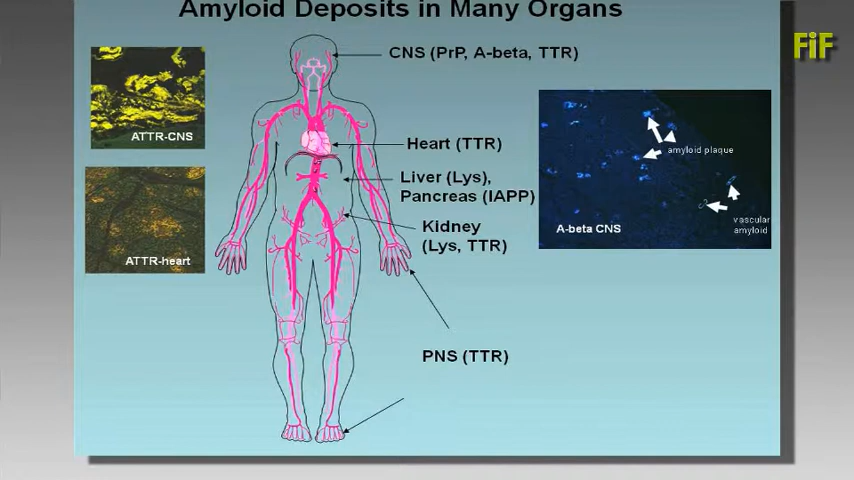 Amyloid Deposits in Many Organs
FiF
CNS (PrP, A-beta, TTR)
ATTR-CNS
Heart (TTR)
amyloid plaque
Liver (Lys),
Pancreas (IAPP)
vascular
amyloid
A-beta CNS
Kidney
(Lys, TTR)
ATTR-heart
PNS (TTR)